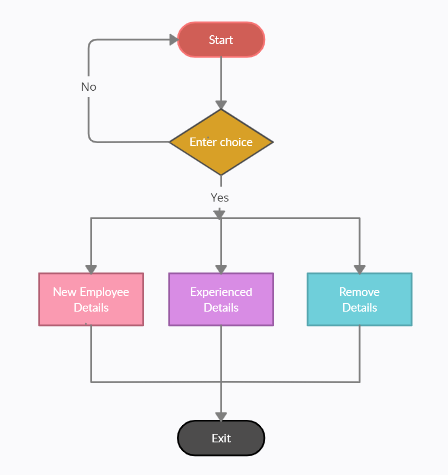 Start
No
Enter choice
Yes
New Employee
Details
Experienced
Details
Remove
Details
Exit